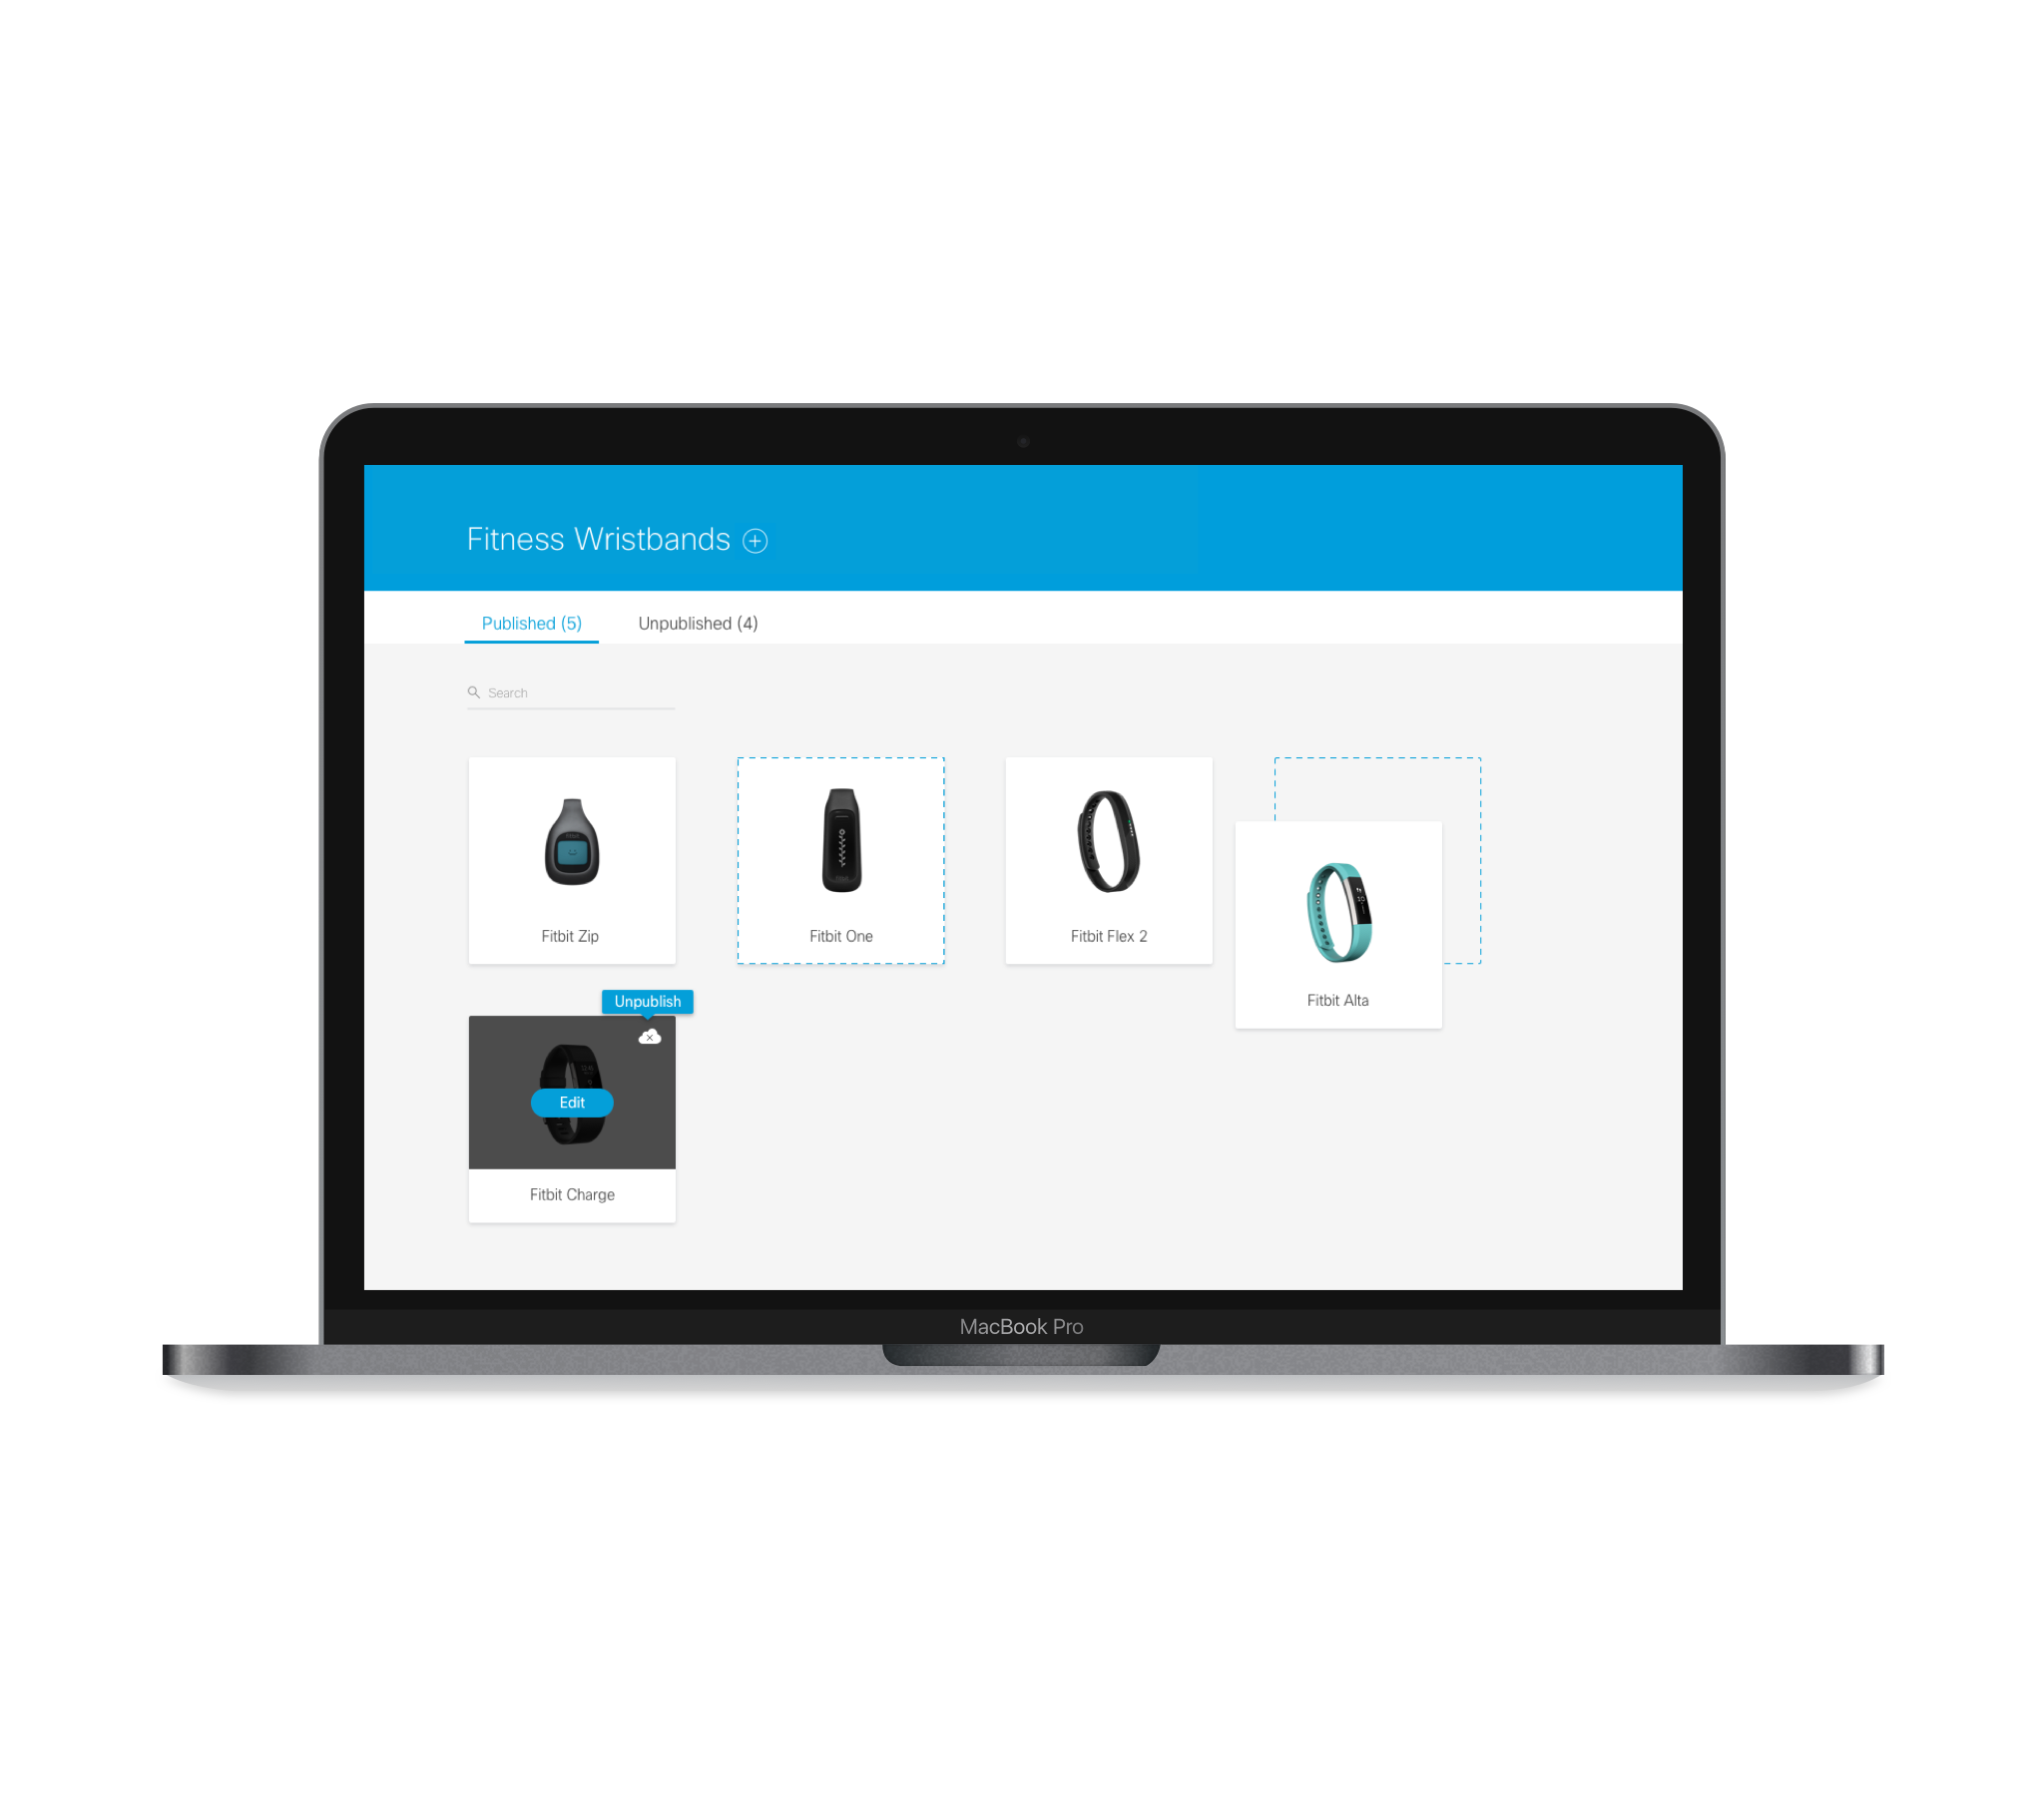 Fitness Wristbands
Published (5)
Unpublished (4)
Search
Fitbit Zip
Fitbit One
Fitbit Flex 2
Fitbit Alta
Unpublish
Edit
Fitbit Charge
MacBook Pro